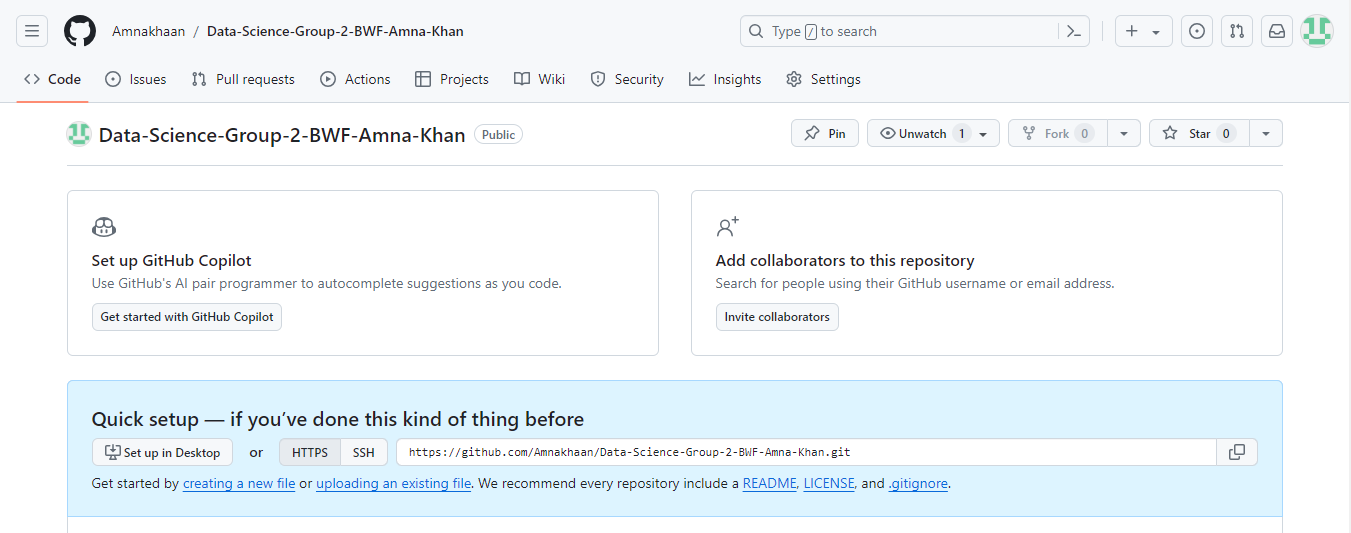 Amnakhaan / Data-Science-Group-2-BWF-Amna-Khan
Type / to search
Code Issues Pull requests Actions Projects Wiki Security Insights Settings
Data-Science-Group-2-BWF-Amna-Khan Public
Pin Unwatch 1 Fork 0 Star 0
Set up GitHub Copilot
Use GitHub's AI pair programmer to autocomplete suggestions as you code.
Get started with GitHub Copilot
Add collaborators to this repository
Search for people using their GitHub username or email address.
Invite collaborators
Quick setup — if you’ve done this kind of thing before
Set up in Desktop or HTTPS SSH https://github.com/Amnakhaan/Data-Science-Group-2-BWF-Amna-Khan.git
Get started by creating a new file or uploading an existing file. We recommend every repository include a README, LICENSE, and .gitignore.